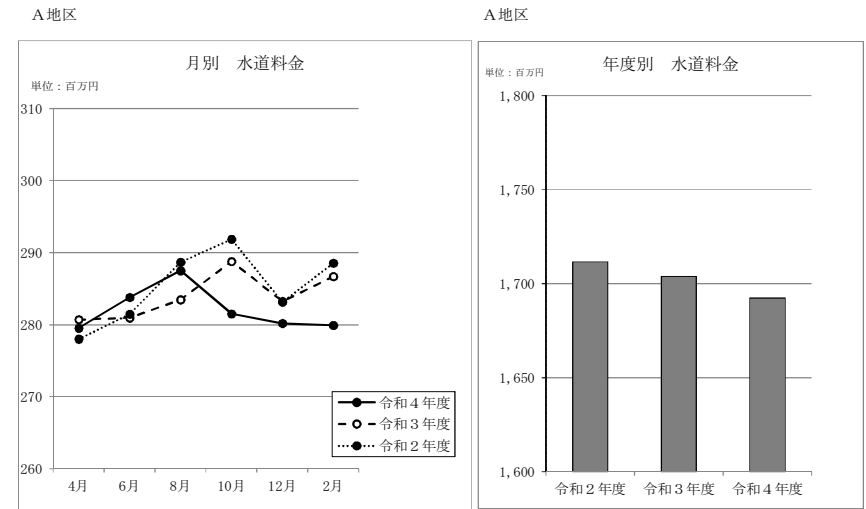 A地区
月別　水道料金
単位：百万円
310
300
290
280
270
260
4月 6月 8月 10月 12月 2月
令和４年度
令和３年度
令和２年度
A地区
年度別　水道料金
単位：百万円
1,800
1,750
1,700
1,650
1,600
令和２年度 令和３年度 令和４年度